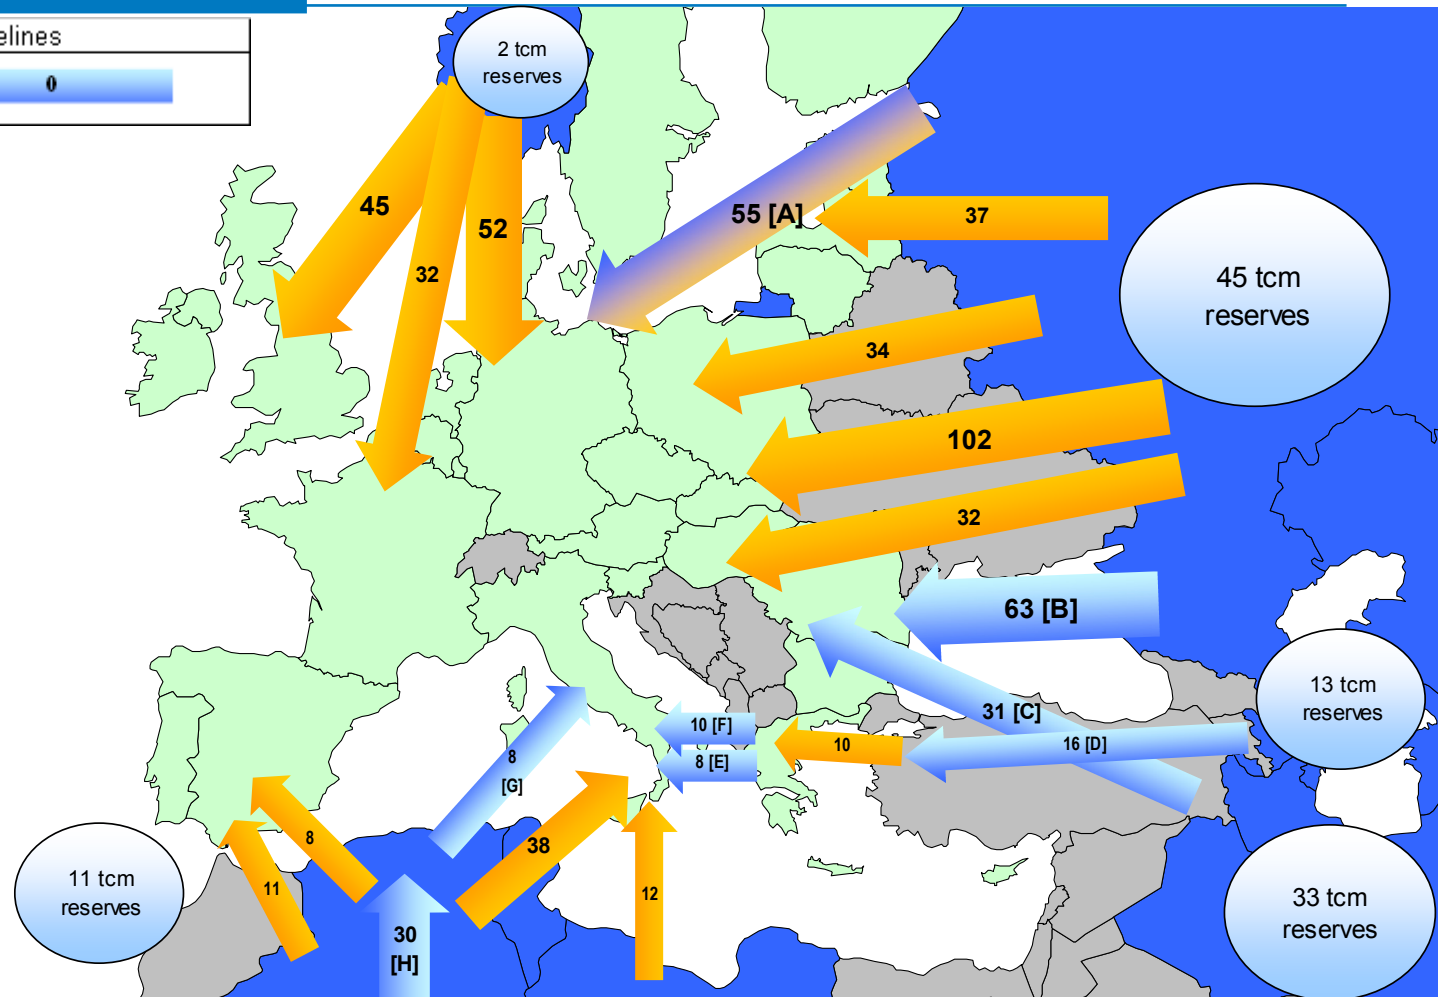 elines
0
2 tcm
reserves
45
32
52
55 [A]
37
45 tcm
reserves
34
102
32
63 [B]
31 [C]
13 tcm
reserves
10 [F]
10
16 [D]
8 [E]
8
[G]
8
38
11 tcm
reserves
11
12
33 tcm
reserves
30
[H]